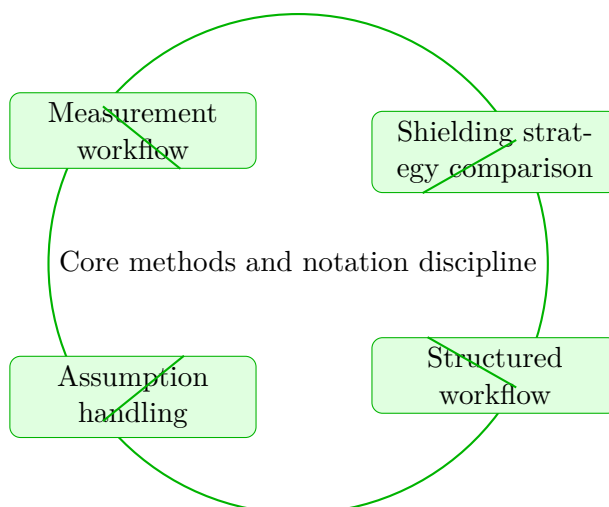 Measurement
workflow
Shielding strat-
egy comparison
Core methods and notation discipline
Assumption
handling
Structured
workflow